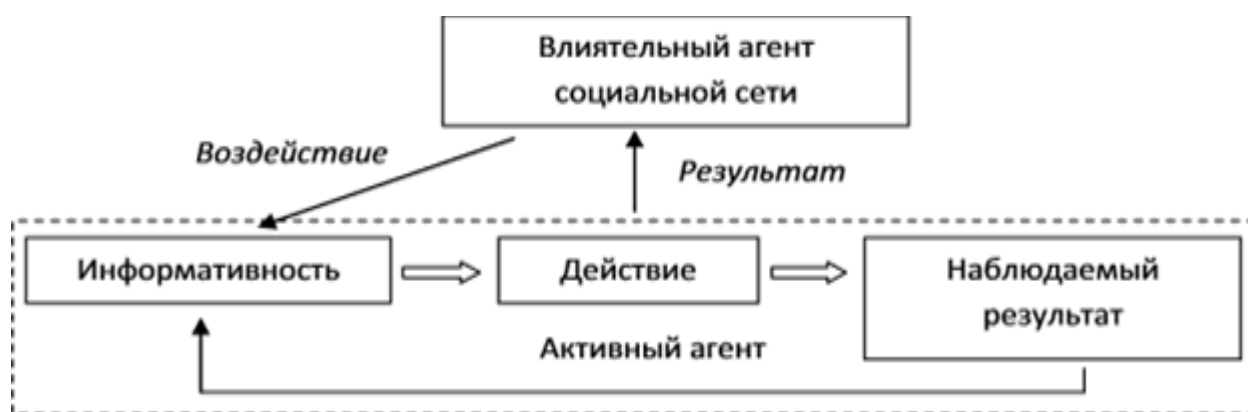 Влиятельный агент
социальной сети
Воздействие
Результат
Информативность
Действие
Наблюдаемый
результат
Активный агент